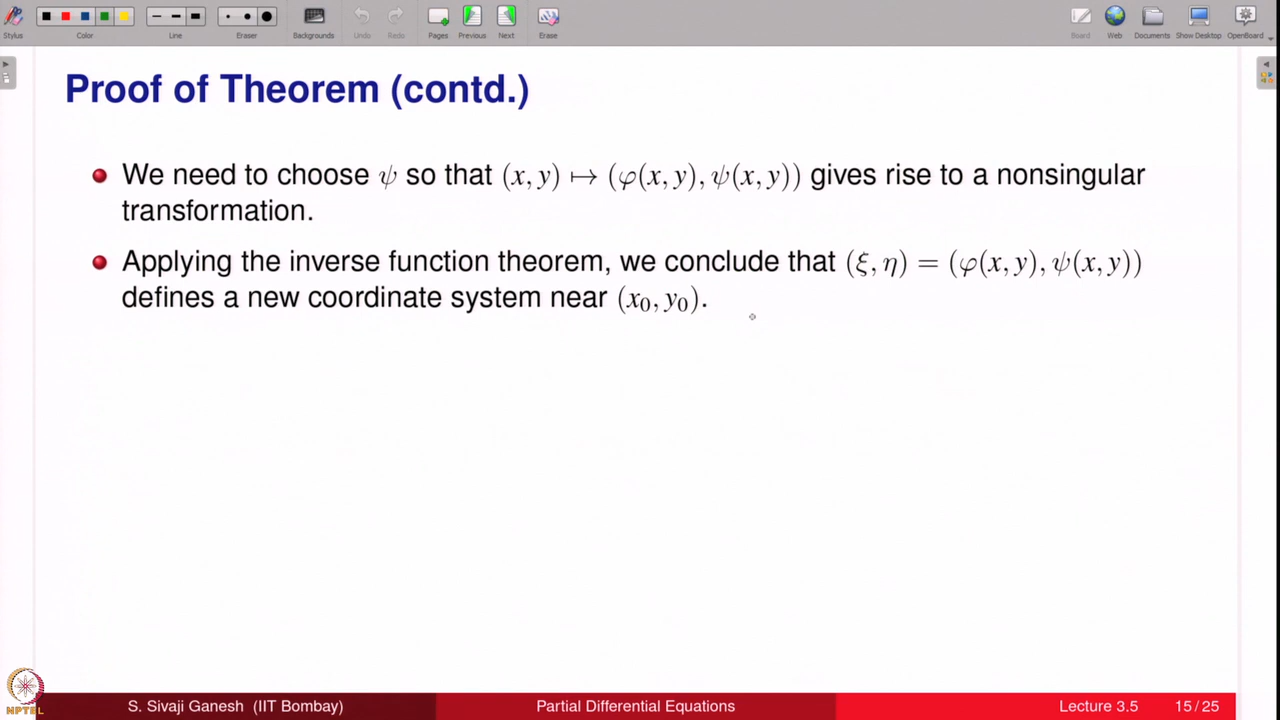 Stylus Color Line Eraser Backgrounds Undo Redo Pages Previous Next Erase Board Web Documents Show Desktop OpenBoard
Proof of Theorem (contd.)
We need to choose ψ so that (x, y) ↦ (φ(x, y), ψ(x, y)) gives rise to a nonsingular
transformation.
Applying the inverse function theorem, we conclude that (ξ, η) = (φ(x, y), ψ(x, y))
defines a new coordinate system near (x₀, y₀).
NPTEL
S. Sivaji Ganesh (IIT Bombay) Partial Differential Equations Lecture 3.5 15 / 25